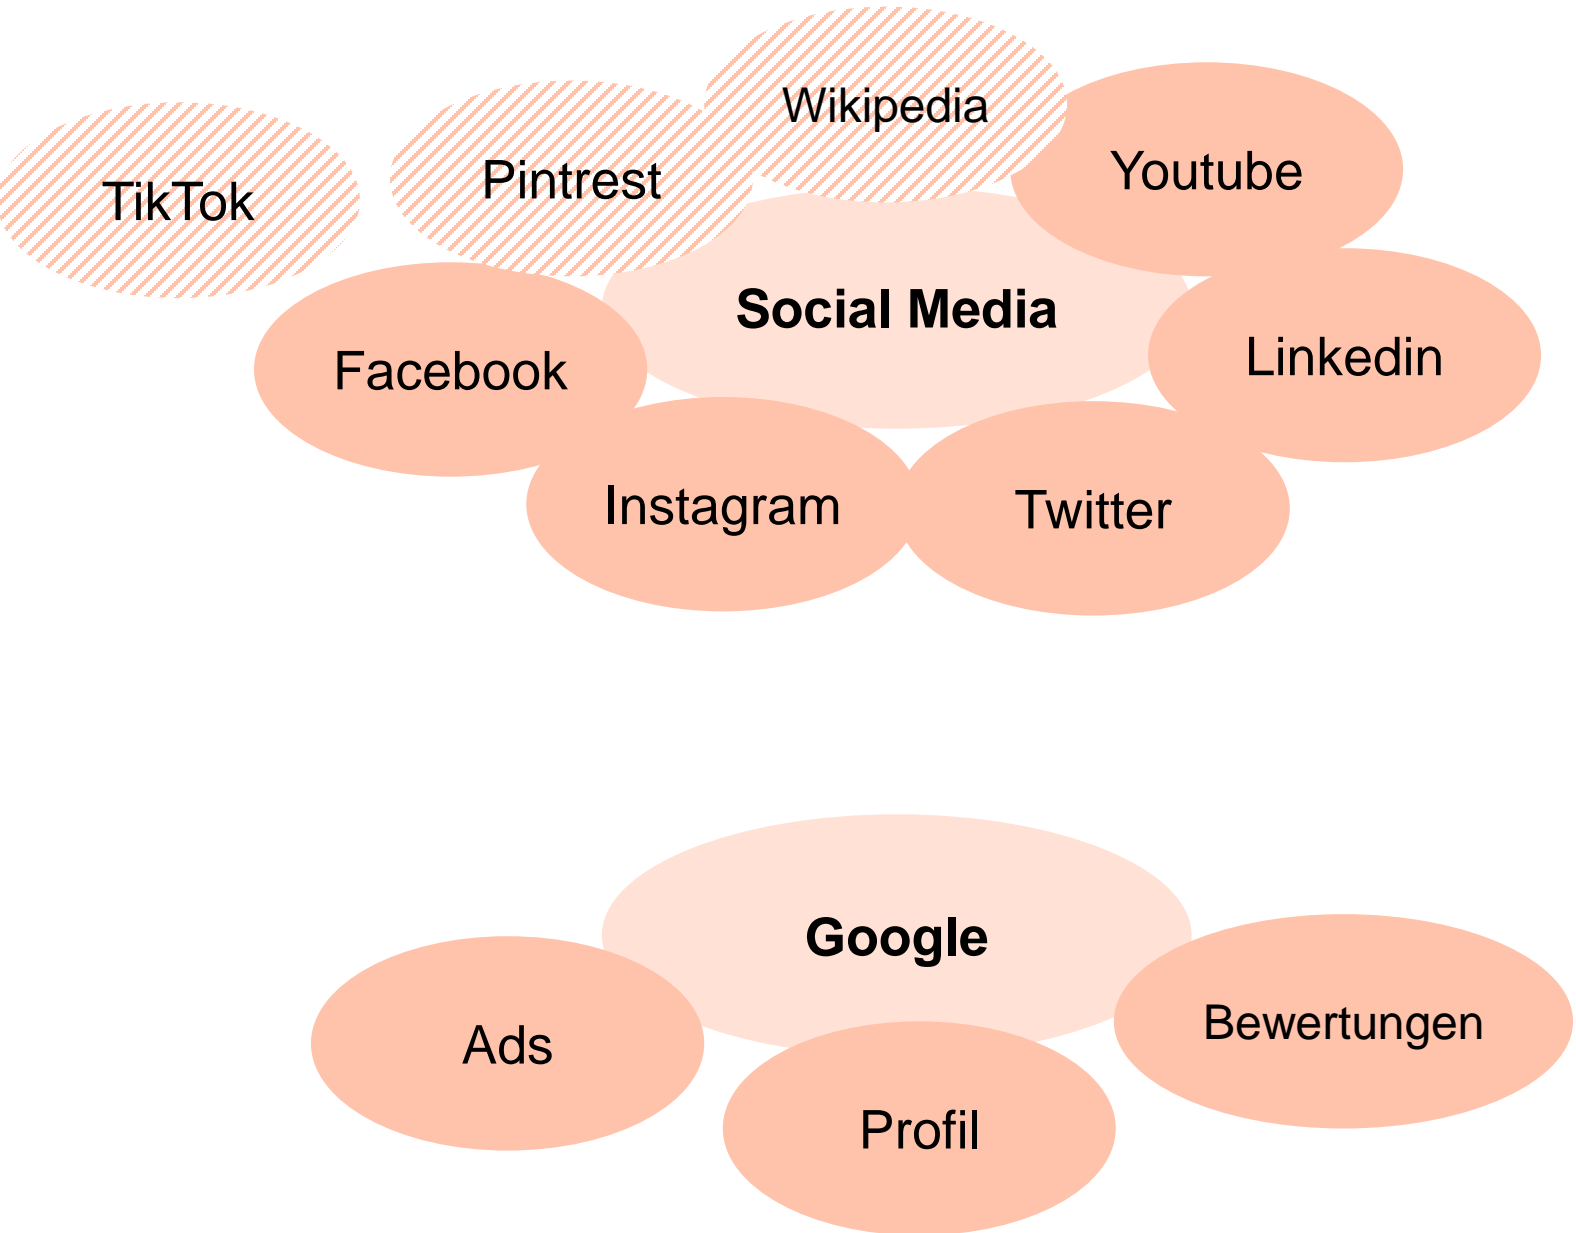 Wikipedia
Youtube
Pintrest
TikTok
Social Media
Linkedin
Facebook
Instagram
Twitter
Google
Bewertungen
Ads
Profil